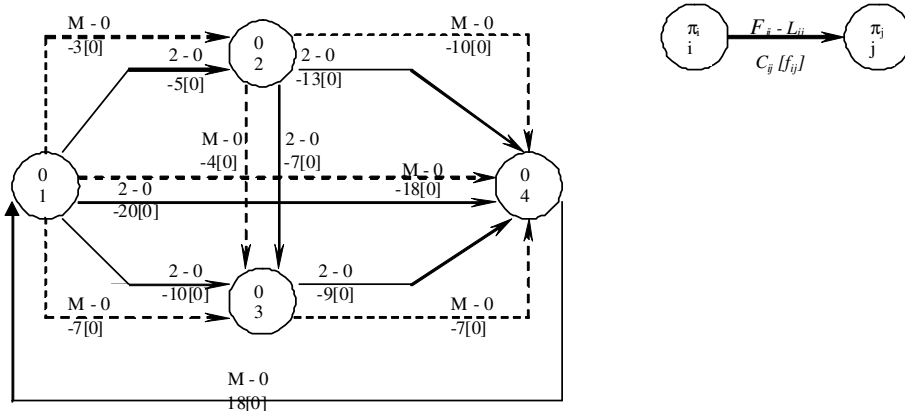 M - 0
-3[0]
2 - 0
-5[0]
0
2
2 - 0
-13[0]
M - 0
-10[0]
M - 0
-4[0]
2 - 0
-7[0]
M - 0
-18[0]
0
1
2 - 0
-20[0]
0
4
2 - 0
-10[0]
M - 0
-7[0]
0
3
2 - 0
-9[0]
M - 0
-7[0]
M - 0
18[0]
πi
i
Fij - Lij
Cij [fij]
πj
j